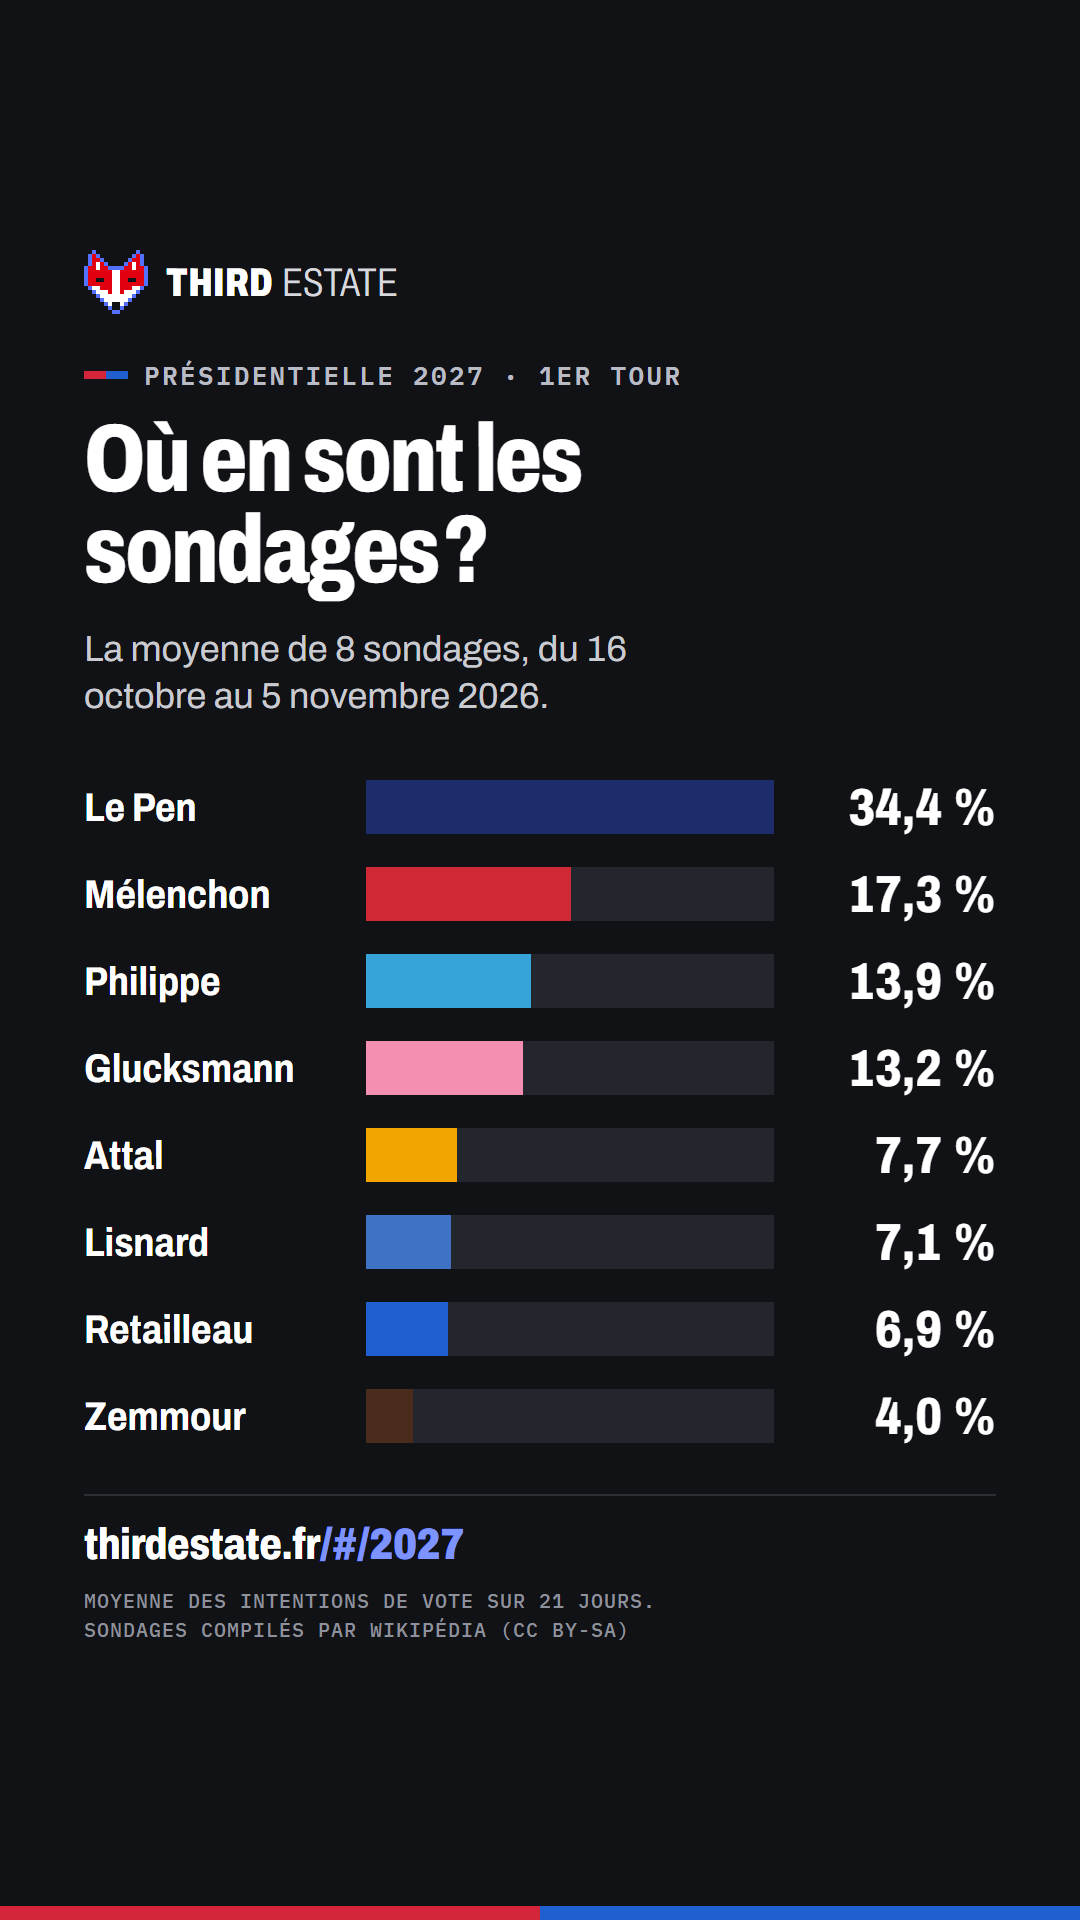 THIRD ESTATE
PRÉSIDENTIELLE 2027 · 1ER TOUR
Où en sont les
sondages ?
La moyenne de 8 sondages, du 16
octobre au 5 novembre 2026.
Le Pen 34,4 %
Mélenchon 17,3 %
Philippe 13,9 %
Glucksmann 13,2 %
Attal 7,7 %
Lisnard 7,1 %
Retailleau 6,9 %
Zemmour 4,0 %
thirdestate.fr/#/2027
MOYENNE DES INTENTIONS DE VOTE SUR 21 JOURS.
SONDAGES COMPILÉS PAR WIKIPÉDIA (CC BY-SA)